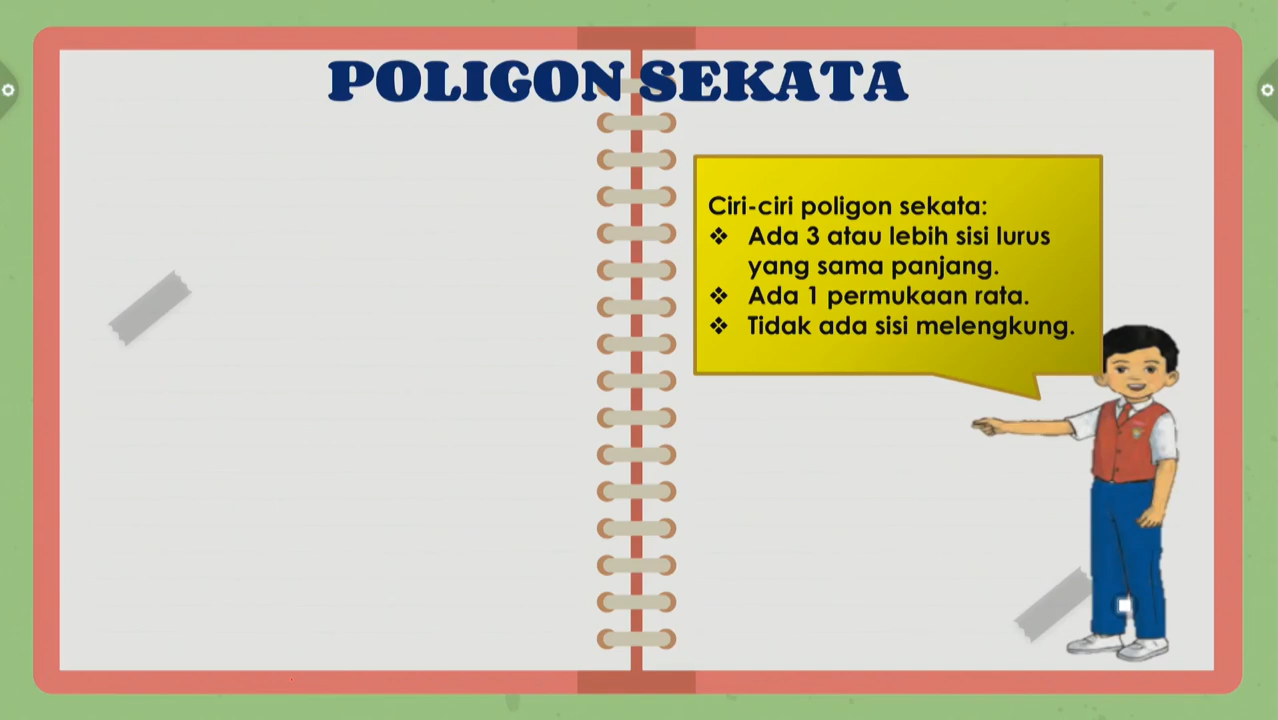 POLIGON SEKATA
Ciri-ciri poligon sekata:
❖ Ada 3 atau lebih sisi lurus
yang sama panjang.
❖ Ada 1 permukaan rata.
❖ Tidak ada sisi melengkung.